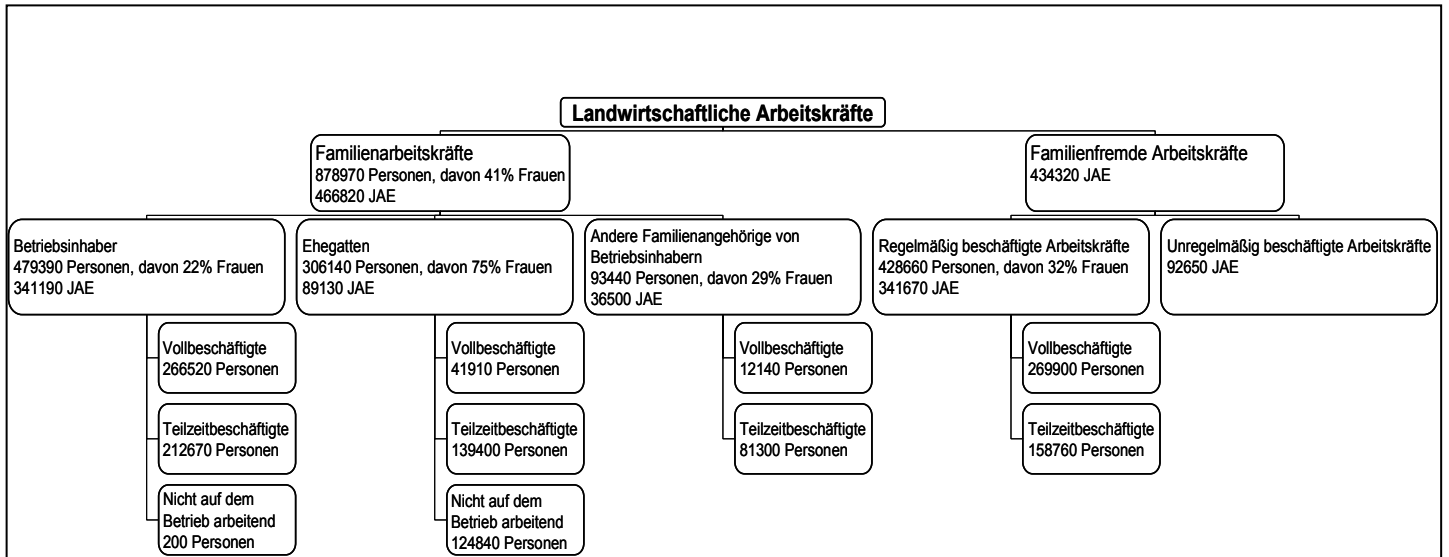 Landwirtschaftliche Arbeitskräfte
Familienarbeitskräfte
878970 Personen, davon 41% Frauen
466820 JAE
Familienfremde Arbeitskräfte
434320 JAE
Betriebsinhaber
479390 Personen, davon 22% Frauen
341190 JAE
Ehegatten
306140 Personen, davon 75% Frauen
89130 JAE
Andere Familienangehörige von
Betriebsinhabern
93440 Personen, davon 29% Frauen
36500 JAE
Regelmäßig beschäftigte Arbeitskräfte
428660 Personen, davon 32% Frauen
341670 JAE
Unregelmäßig beschäftigte Arbeitskräfte
92650 JAE
Vollbeschäftigte
266520 Personen
Vollbeschäftigte
41910 Personen
Vollbeschäftigte
12140 Personen
Vollbeschäftigte
269900 Personen
Teilzeitbeschäftigte
212670 Personen
Teilzeitbeschäftigte
139400 Personen
Teilzeitbeschäftigte
81300 Personen
Teilzeitbeschäftigte
158760 Personen
Nicht auf dem
Betrieb arbeitend
200 Personen
Nicht auf dem
Betrieb arbeitend
124840 Personen